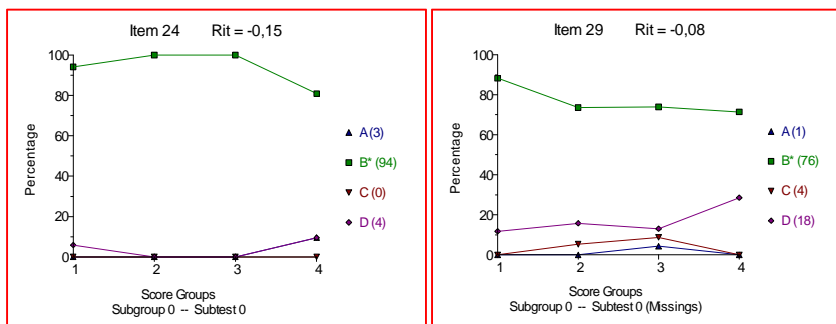 Item 24 Rit = -0,15
100
80
60
40
20
0
Percentage
1 2 3 4
Score Groups
Subgroup 0 -- Subtest 0
A (3)
B* (94)
C (0)
D (4)
Item 29 Rit = -0,08
100
80
60
40
20
0
Percentage
1 2 3 4
Score Groups
Subgroup 0 -- Subtest 0 (Missings)
A (1)
B* (76)
C (4)
D (18)